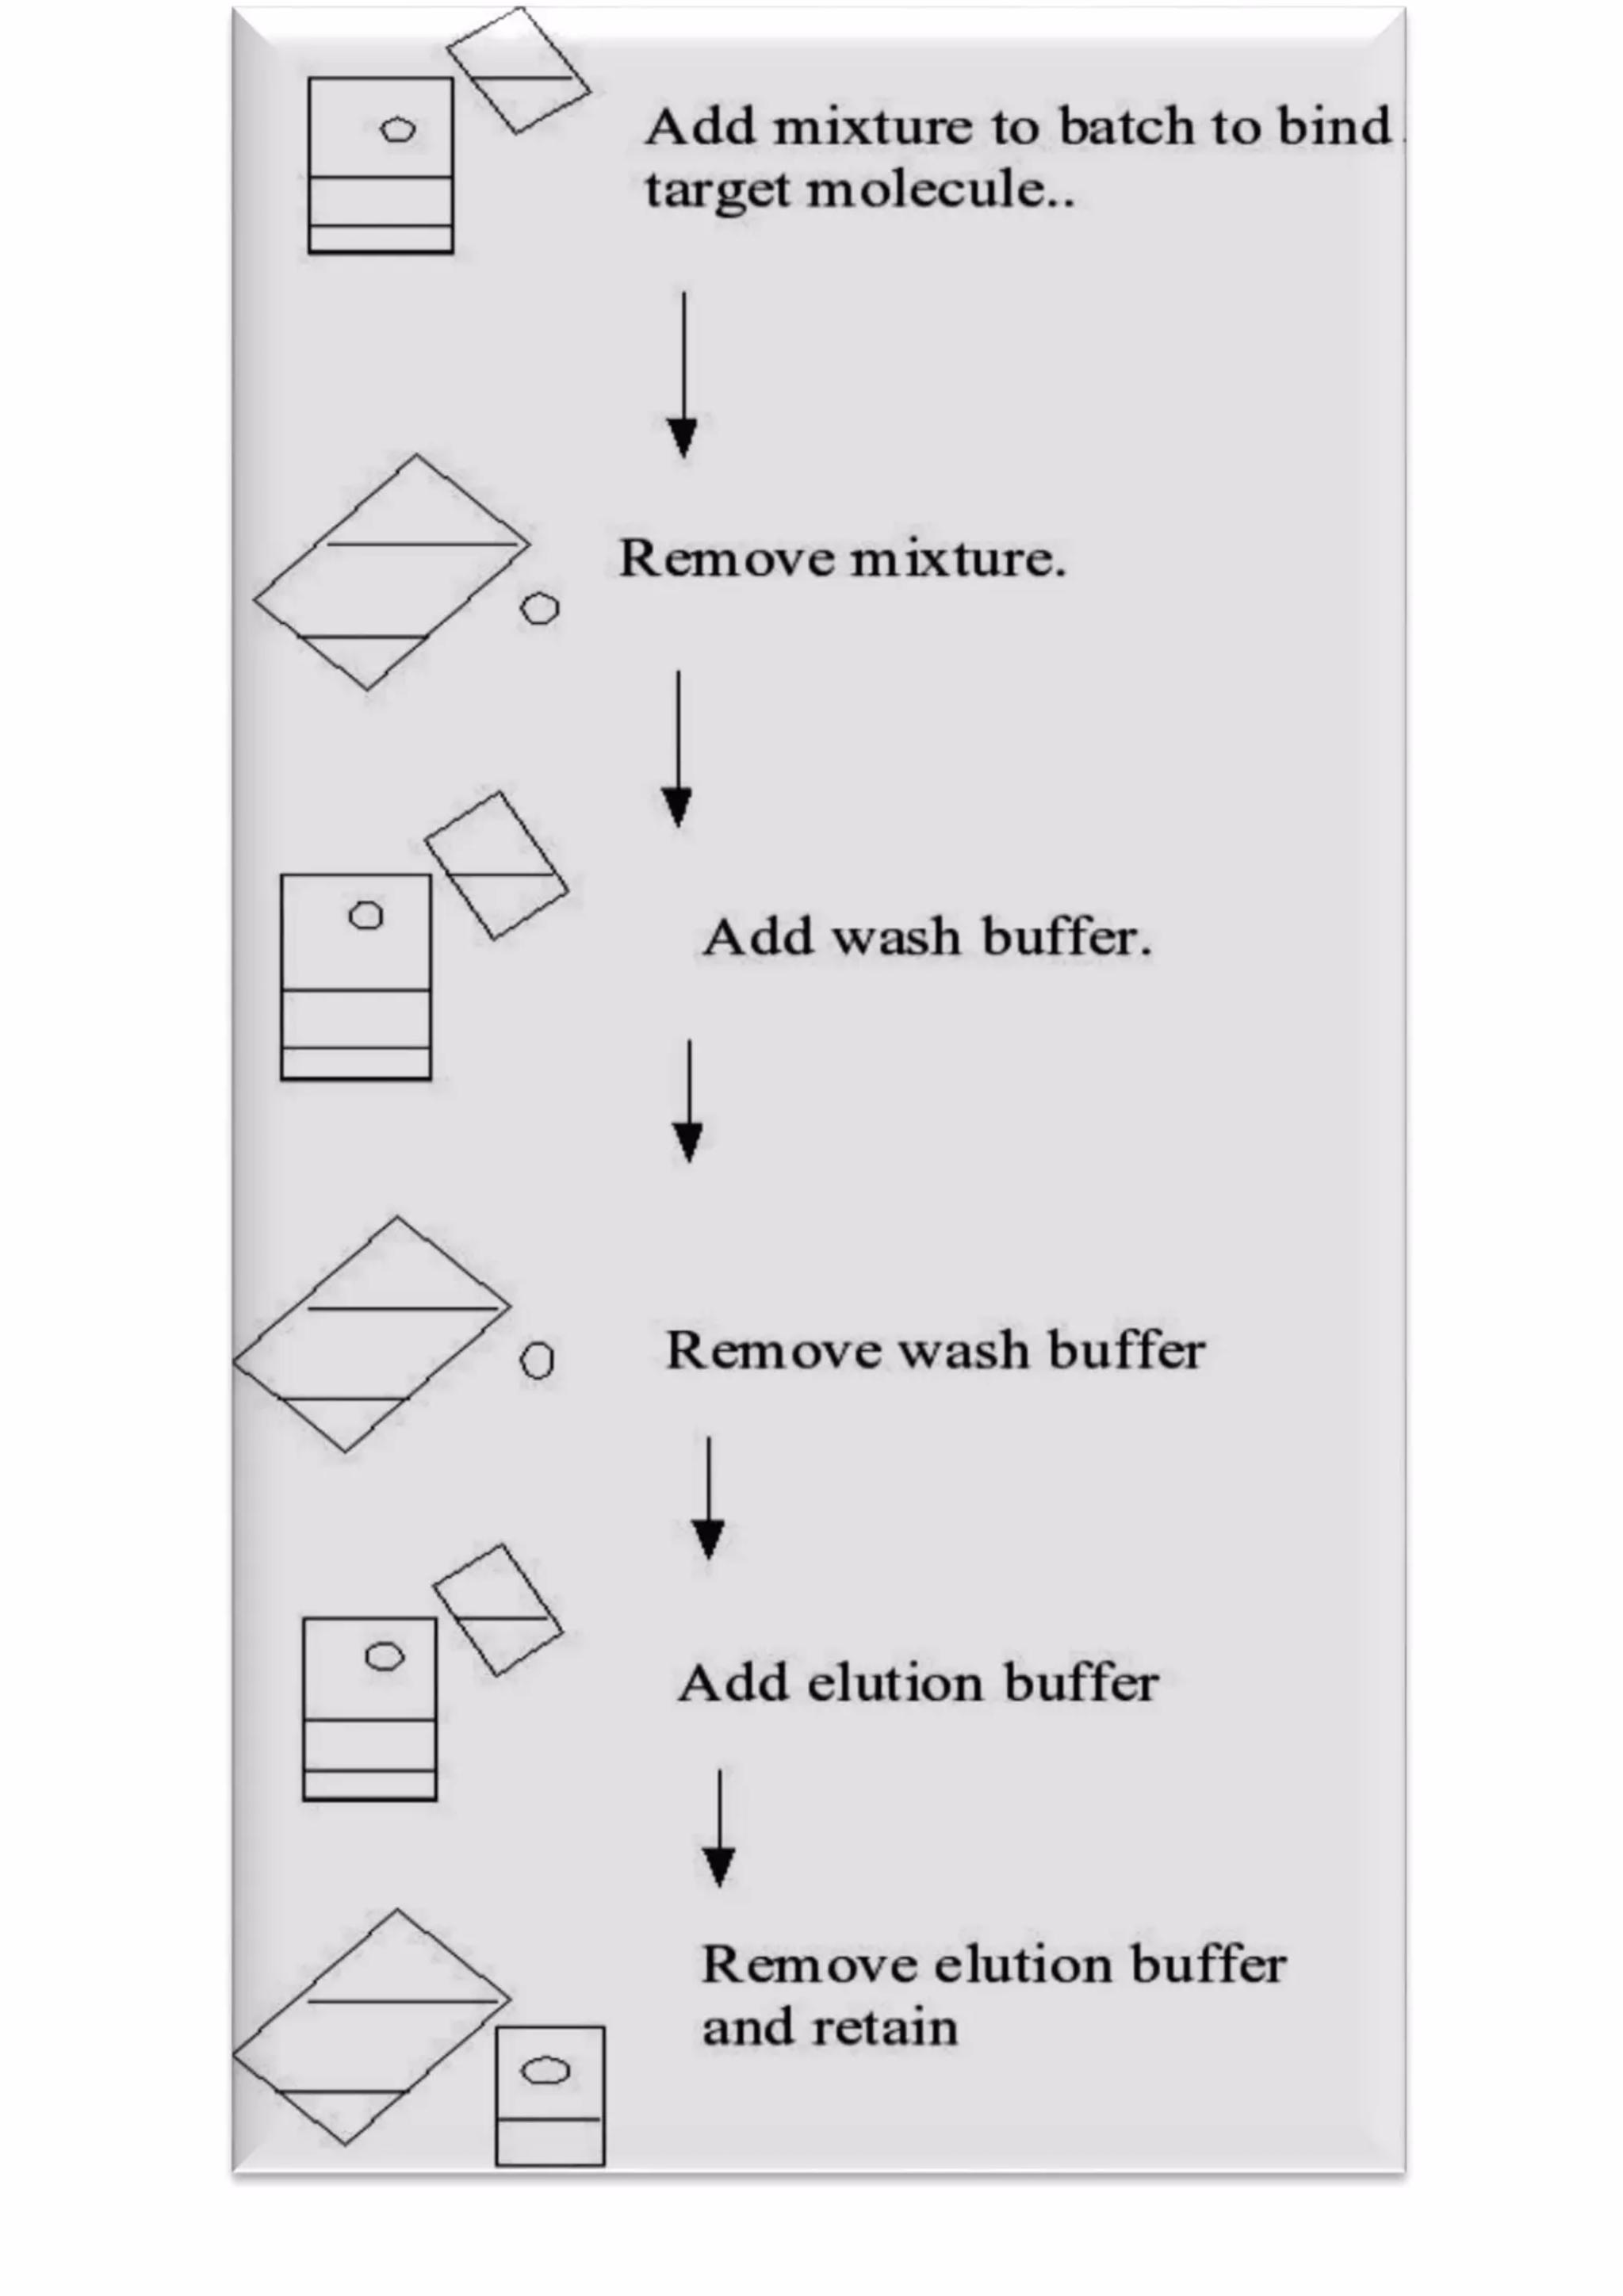 Add mixture to batch to bind
target molecule..
Remove mixture.
Add wash buffer.
Remove wash buffer
Add elution buffer
Remove elution buffer
and retain